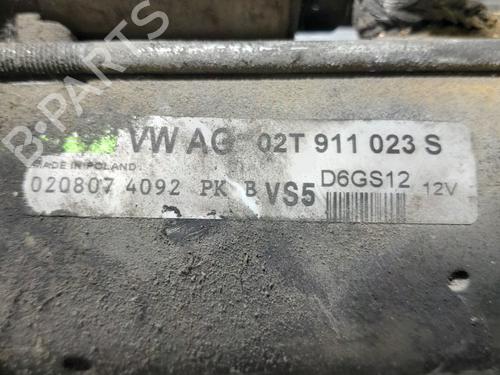 VW AG 02T 911 023 S
MADE IN POLAND
020807 4092 PK B VS5 D6GS12 12V
B-PARTS